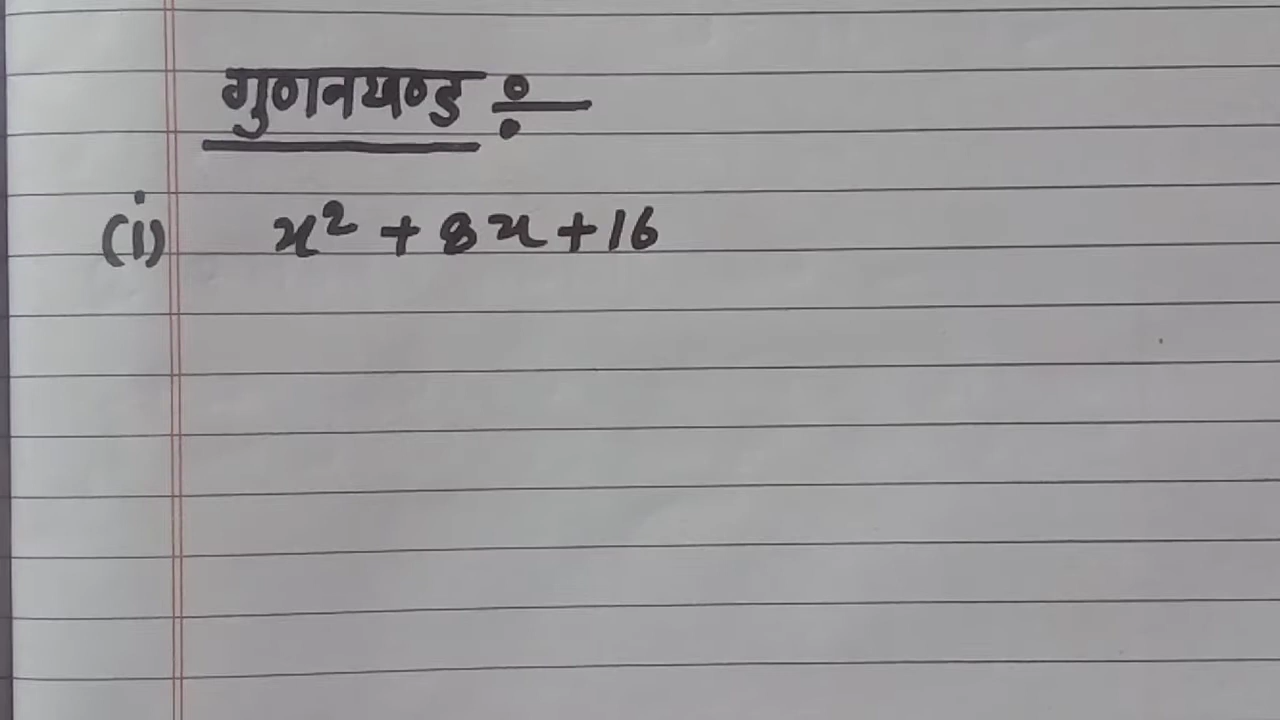 गुणनखण्ड :—
(i) x² + 8x + 16